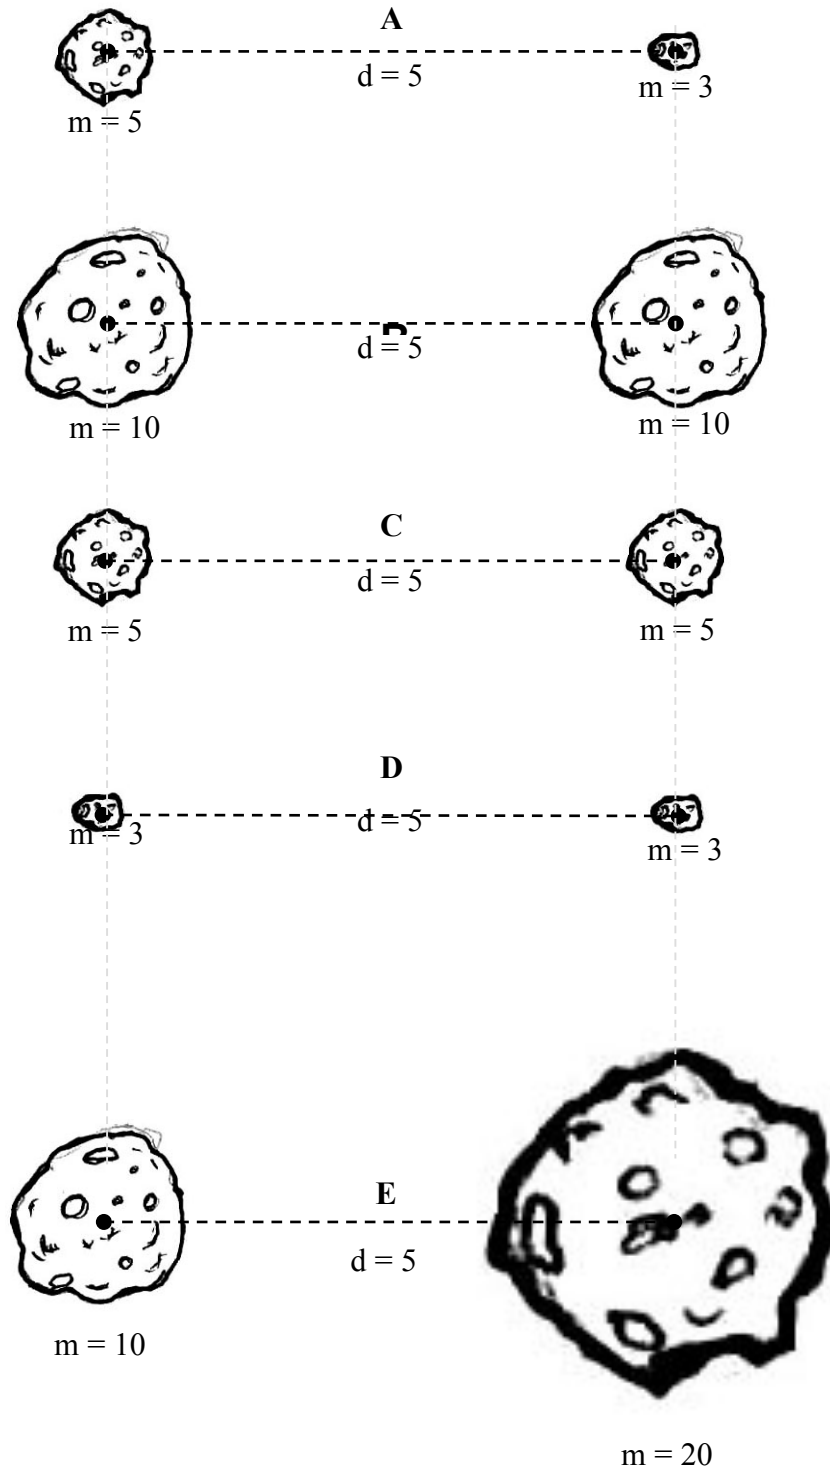 A
d = 5
m = 5
m = 3
d = 5
m = 10
m = 10
C
d = 5
m = 5
m = 5
D
d = 5
m = 3
m = 3
E
d = 5
m = 10
m = 20